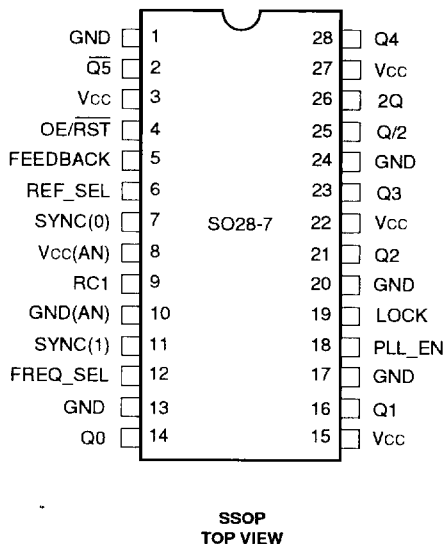 GND 1 28 Q4
Q̅5̅ 2 27 Vcc
Vcc 3 26 2Q
OE/R̅S̅T̅ 4 25 Q/2
FEEDBACK 5 24 GND
REF_SEL 6 23 Q3
SYNC(0) 7 SO28-7 22 Vcc
Vcc(AN) 8 21 Q2
RC1 9 20 GND
GND(AN) 10 19 LOCK
SYNC(1) 11 18 PLL_EN
FREQ_SEL 12 17 GND
GND 13 16 Q1
Q0 14 15 Vcc
SSOP
TOP VIEW